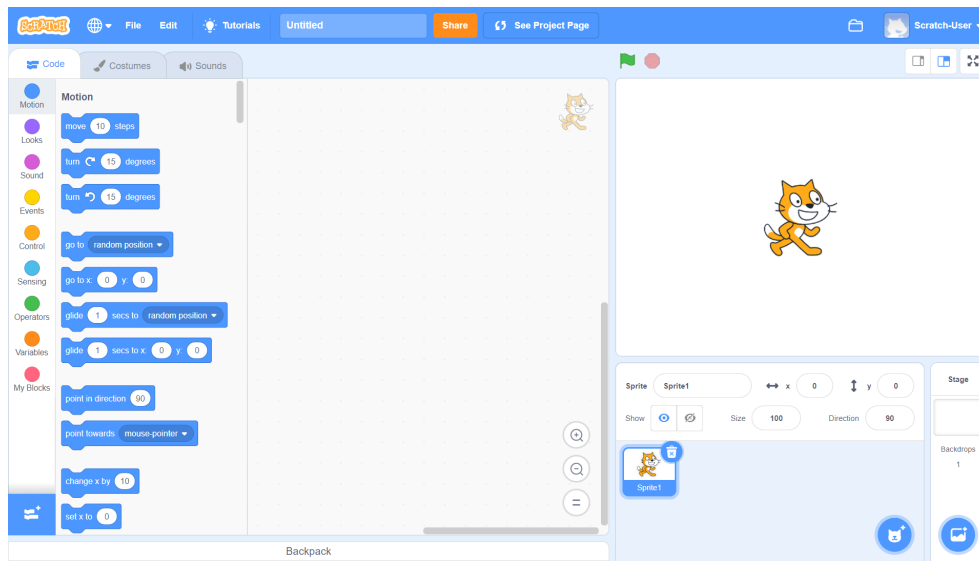 SCRATCH File Edit Tutorials Untitled Share See Project Page Scratch-User
Code Costumes Sounds
Motion
Looks
Sound
Events
Control
Sensing
Operators
Variables
My Blocks
Motion
move 10 steps
turn 15 degrees
turn 15 degrees
go to random position
go to x: 0 y: 0
glide 1 secs to random position
glide 1 secs to x: 0 y: 0
point in direction 90
point towards mouse-pointer
change x by 10
set x to 0
Backpack
Sprite Sprite1 x 0 y 0
Show Size 100 Direction 90
Sprite1
Stage
Backdrops
1